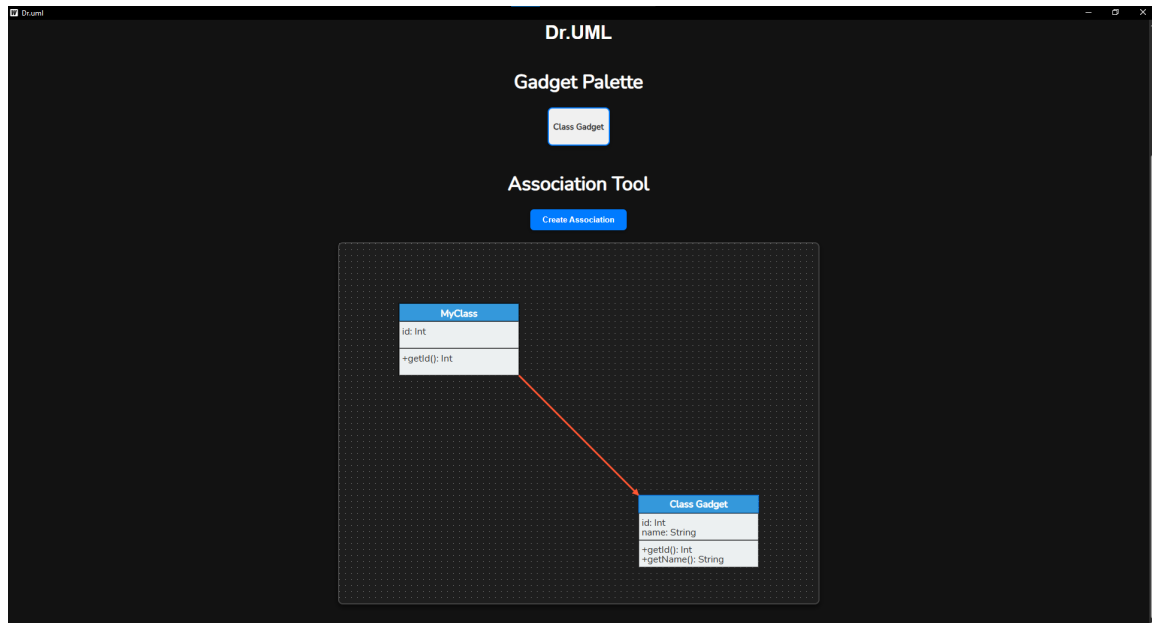 Dr.uml
Dr.UML
Gadget Palette
Class Gadget
Association Tool
Create Association
MyClass
id: Int
+getId(): Int
Class Gadget
id: Int
name: String
+getId(): Int
+getName(): String